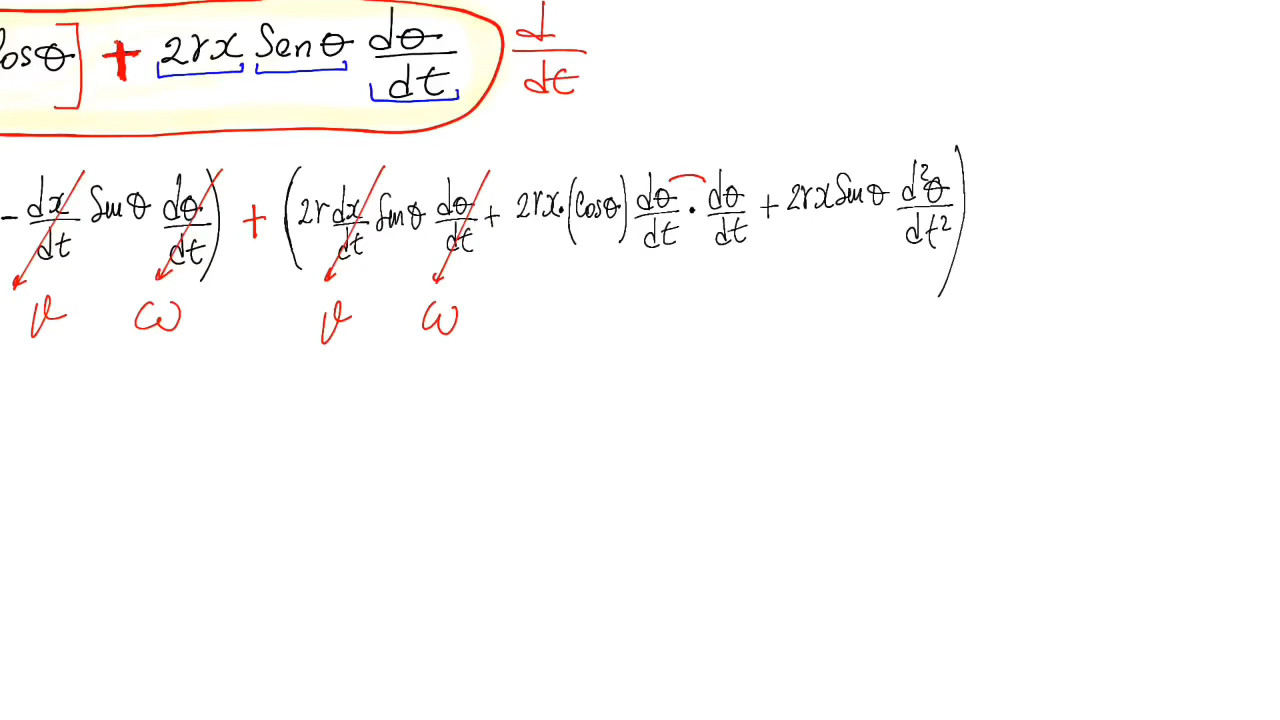 cosθ] + 2rx Senθ dθ/dt d/dt
- dx/dt Senθ dθ/dt) + (2r dx/dt Senθ dθ/dt + 2rx·(cosθ) dθ/dt · dθ/dt + 2rx Senθ d²θ/dt²)
v ω v ω